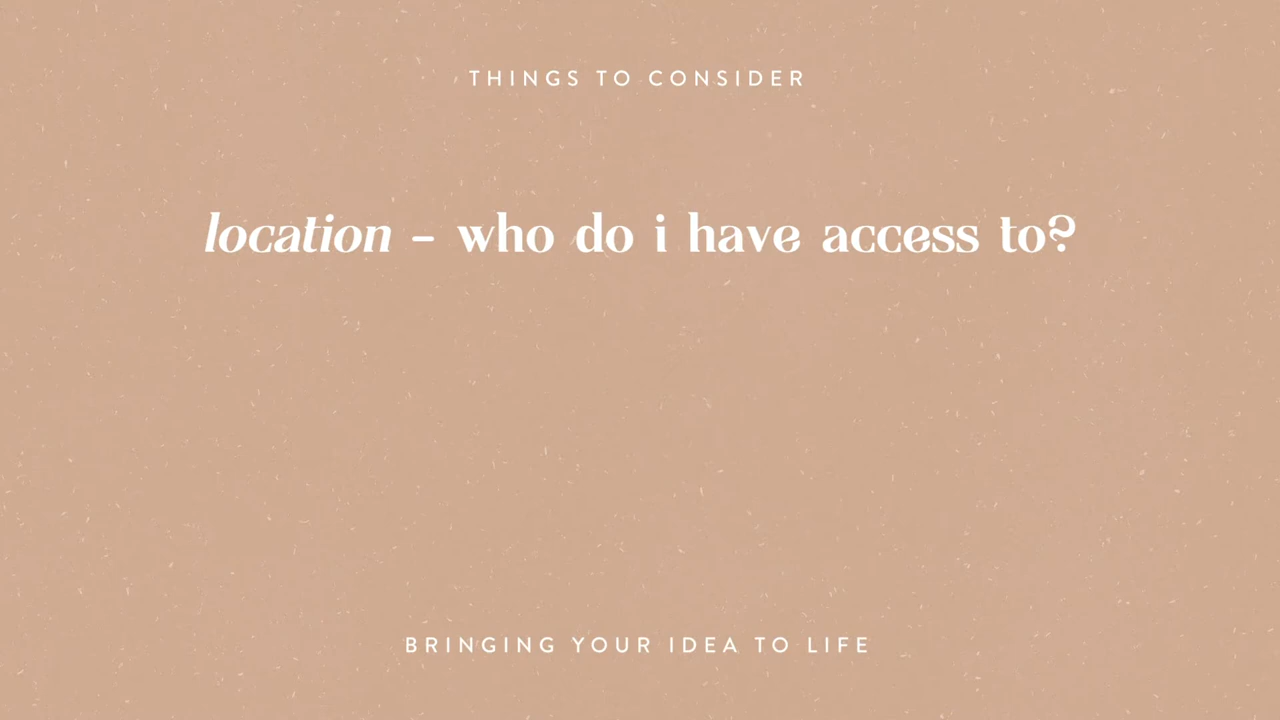 THINGS TO CONSIDER
location – who do i have access to?
BRINGING YOUR IDEA TO LIFE